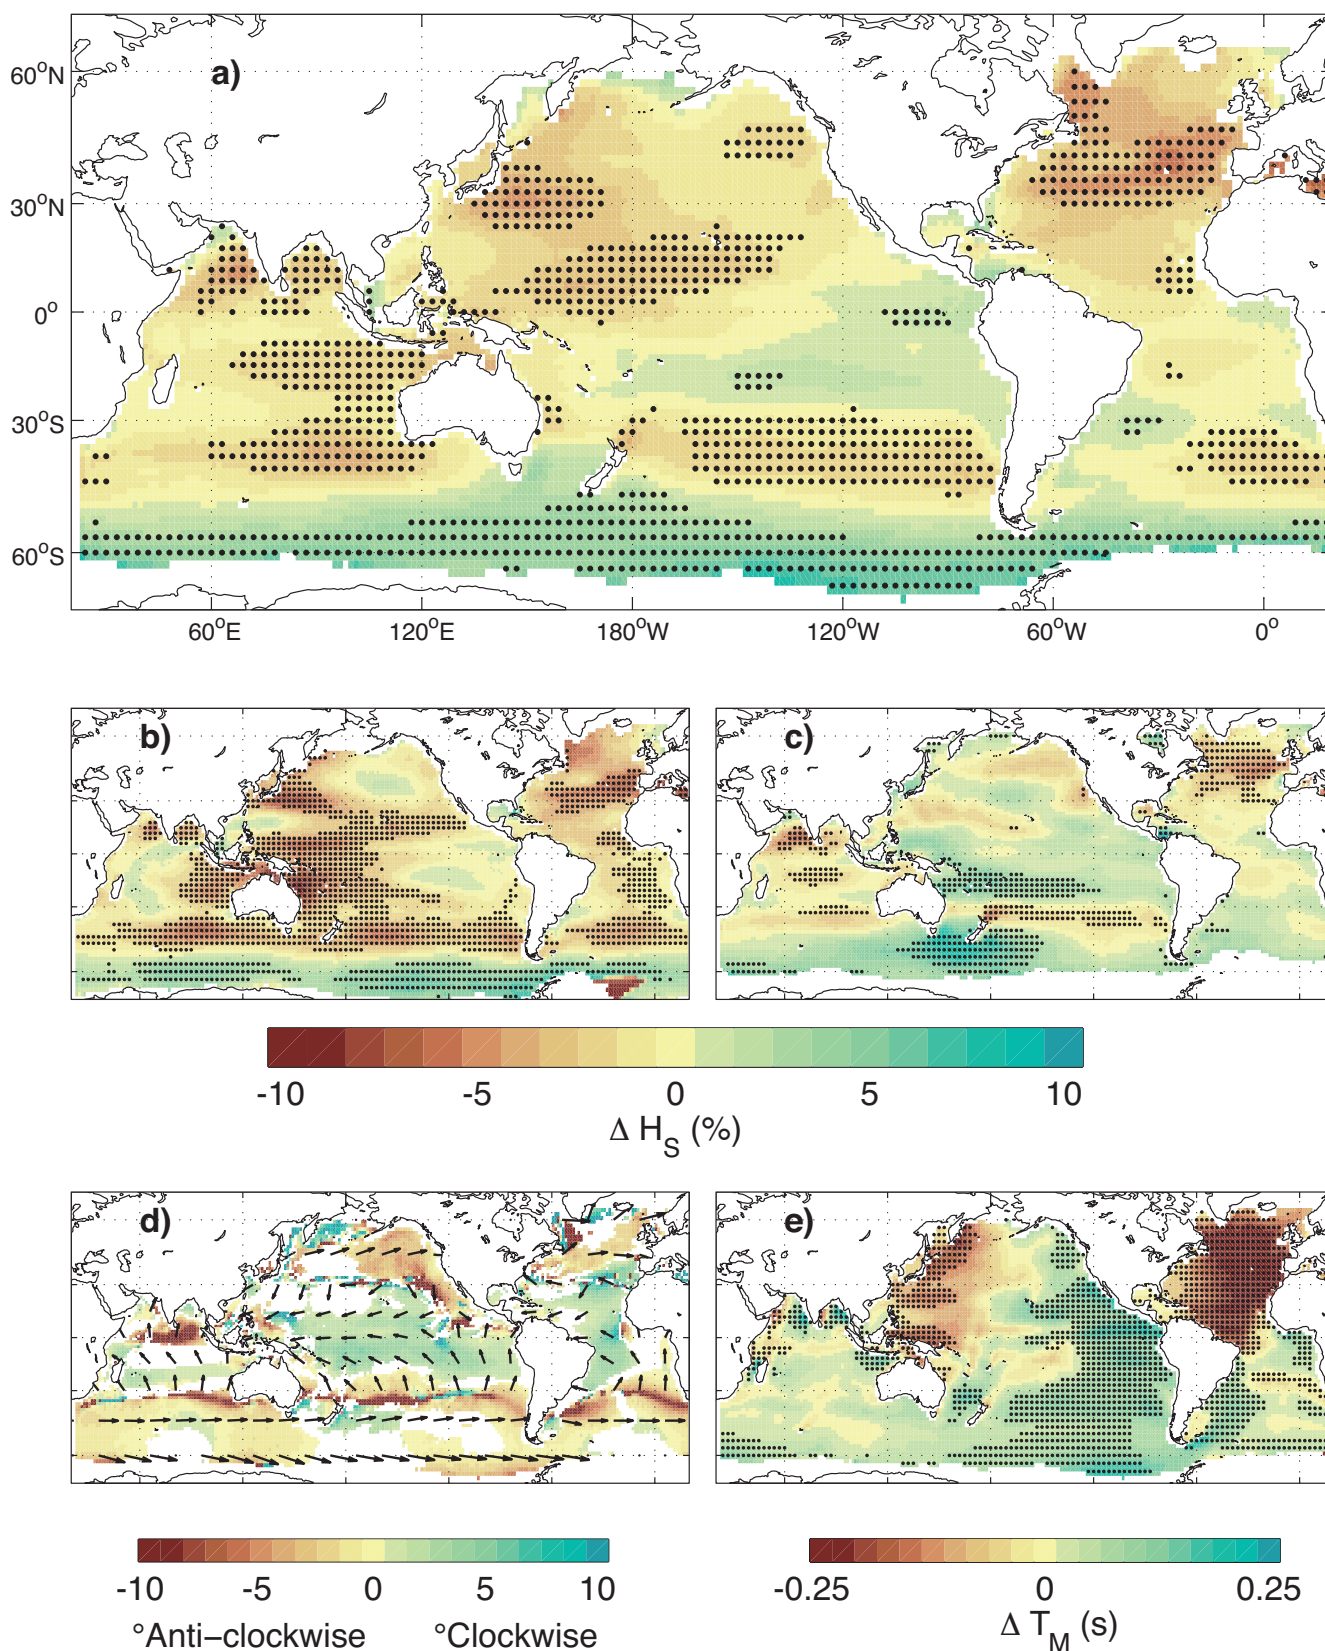 a)
60°N
30°N
0°
30°S
60°S
60°E 120°E 180°W 120°W 60°W 0°
b) c)
-10 -5 0 5 10
Δ H_S (%)
d) e)
-10 -5 0 5 10
°Anti-clockwise °Clockwise
-0.25 0 0.25
Δ T_M (s)